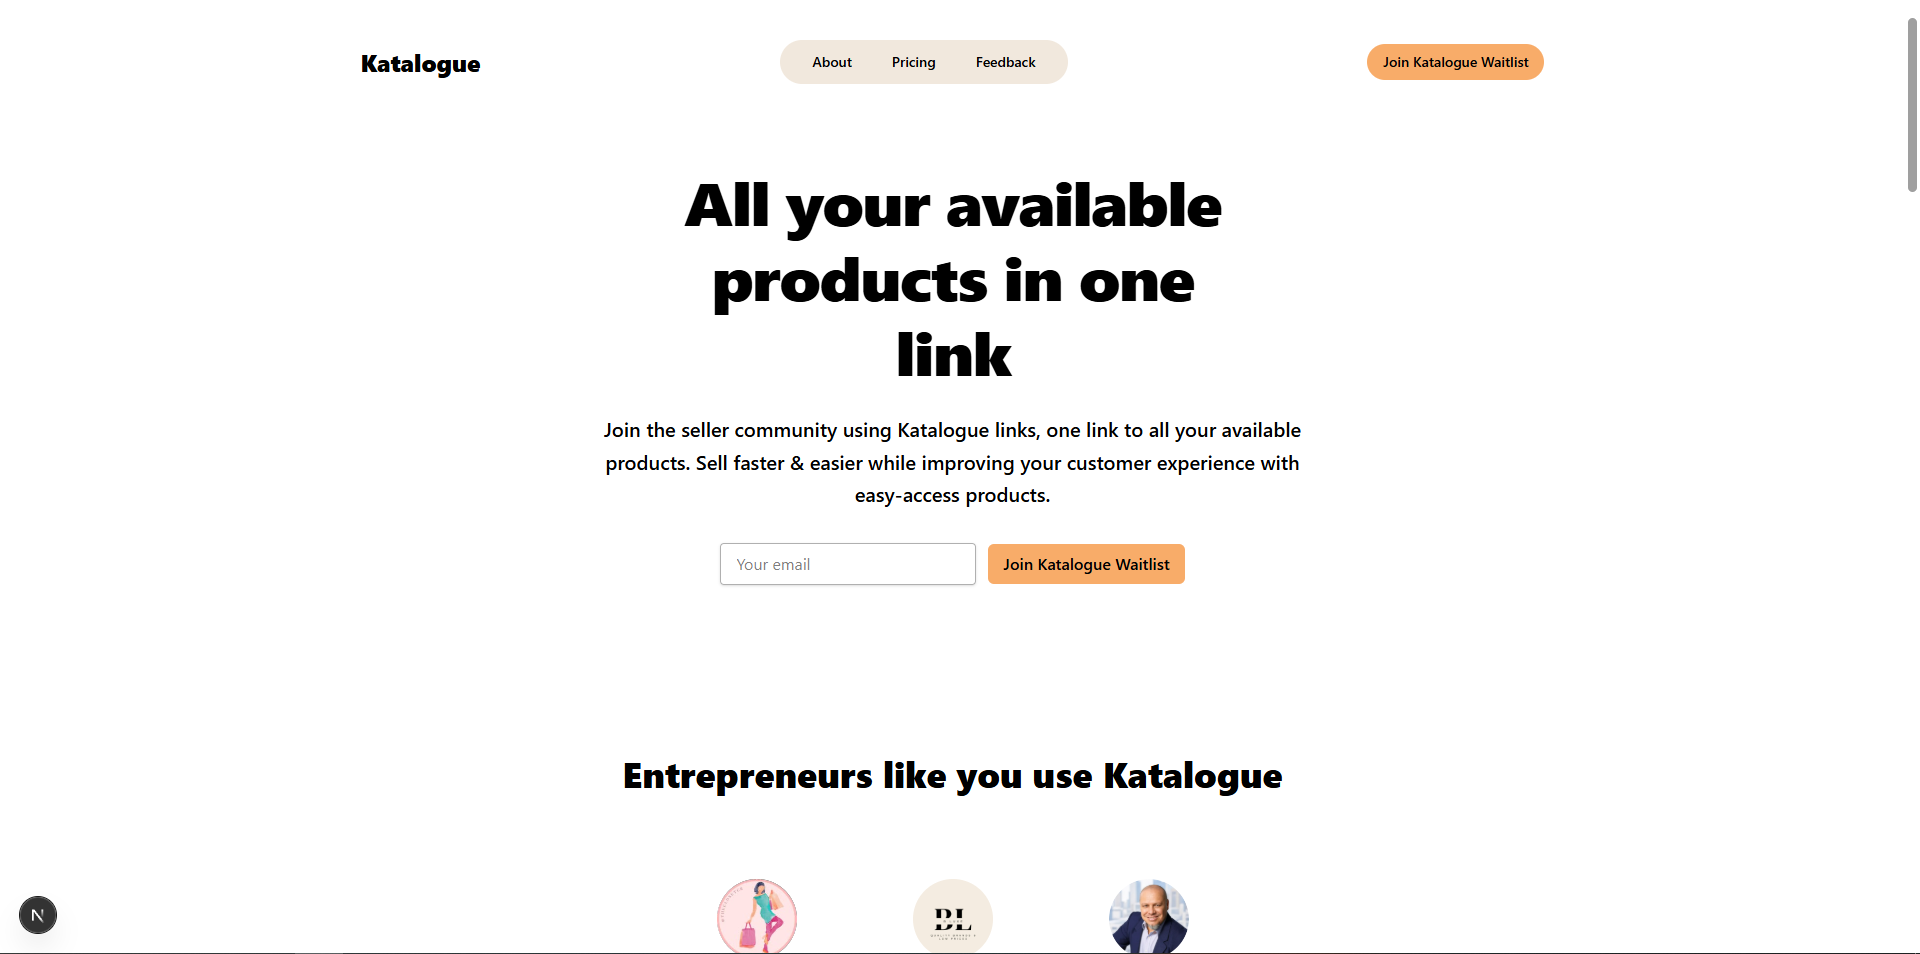 Katalogue
About
Pricing
Feedback
Join Katalogue Waitlist
All your available
products in one
link
Join the seller community using Katalogue links, one link to all your available
products. Sell faster & easier while improving your customer experience with
easy-access products.
Your email
Join Katalogue Waitlist
Entrepreneurs like you use Katalogue
BL
N